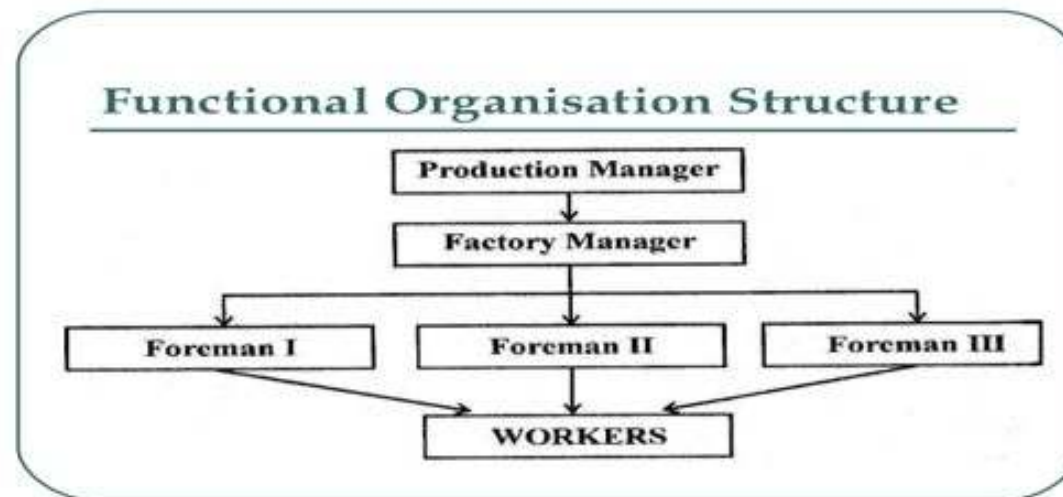 Functional Organisation Structure
Production Manager
Factory Manager
Foreman I
Foreman II
Foreman III
WORKERS